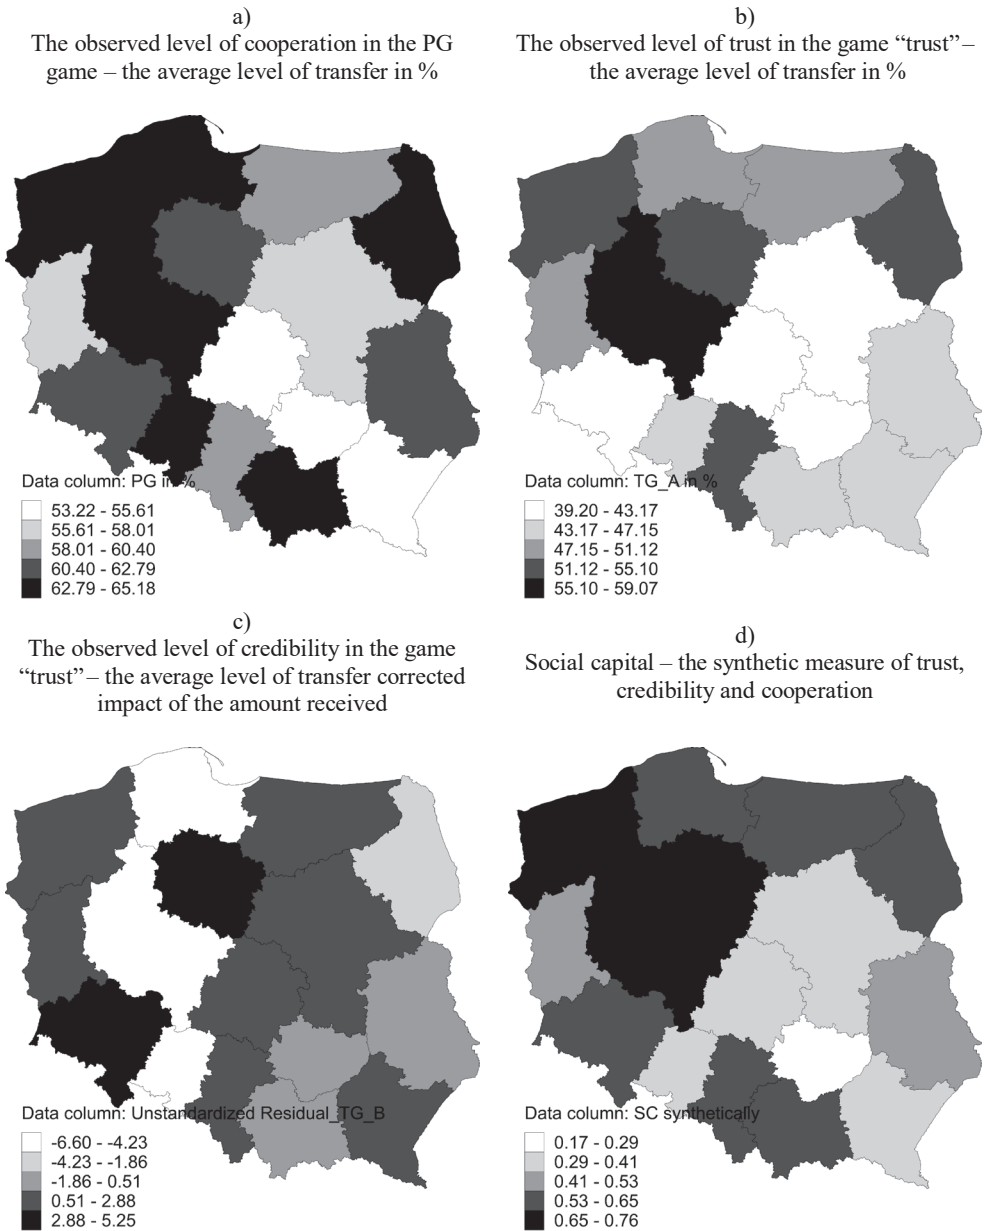 a)
The observed level of cooperation in the PG
game – the average level of transfer in %
b)
The observed level of trust in the game “trust” –
the average level of transfer in %
Data column: PG in %
53.22 - 55.61
55.61 - 58.01
58.01 - 60.40
60.40 - 62.79
62.79 - 65.18
Data column: TG_A in %
39.20 - 43.17
43.17 - 47.15
47.15 - 51.12
51.12 - 55.10
55.10 - 59.07
c)
The observed level of credibility in the game
“trust” – the average level of transfer corrected
impact of the amount received
d)
Social capital – the synthetic measure of trust,
credibility and cooperation
Data column: Unstandardized Residual_TG_B
-6.60 - -4.23
-4.23 - -1.86
-1.86 - 0.51
0.51 - 2.88
2.88 - 5.25
Data column: SC synthetically
0.17 - 0.29
0.29 - 0.41
0.41 - 0.53
0.53 - 0.65
0.65 - 0.76